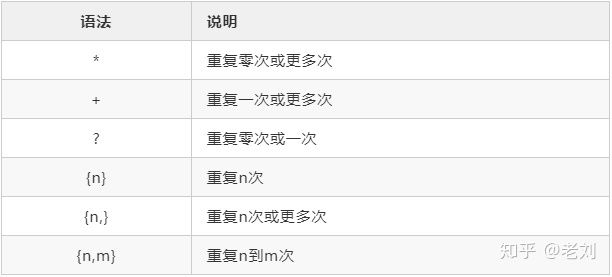 语法 说明
* 重复零次或更多次
+ 重复一次或更多次
? 重复零次或一次
{n} 重复n次
{n,} 重复n次或更多次
{n,m} 重复n到m次
知乎 @老刘